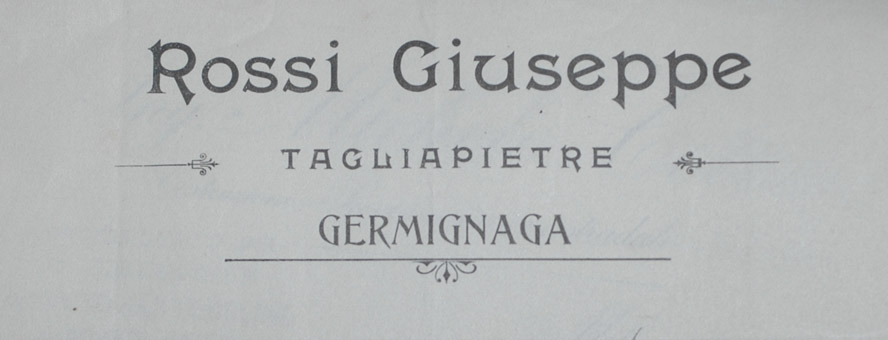 Rossi Giuseppe
TAGLIAPIETRE
GERMIGNAGA